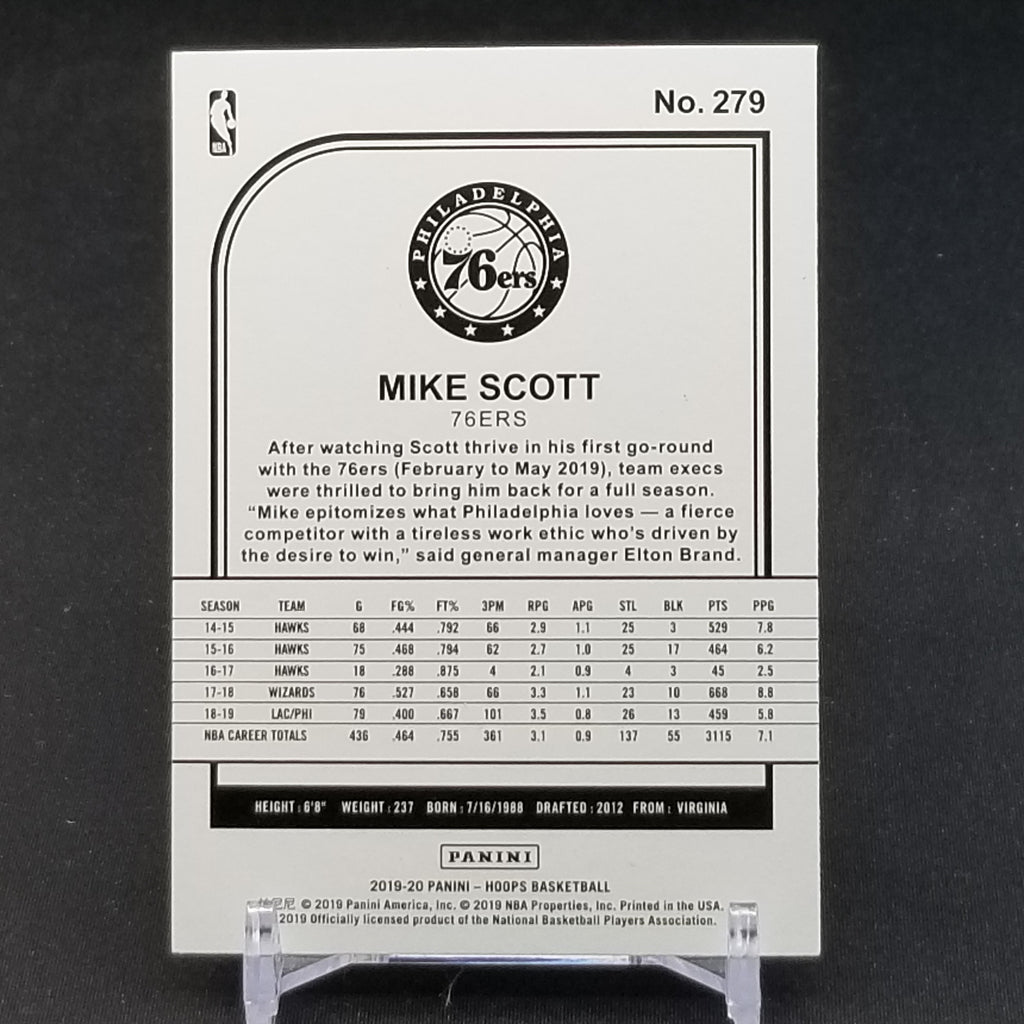 No. 279
NBA
PHILADELPHIA
76ers
MIKE SCOTT
76ERS
After watching Scott thrive in his first go-round
with the 76ers (February to May 2019), team execs
were thrilled to bring him back for a full season.
“Mike epitomizes what Philadelphia loves — a fierce
competitor with a tireless work ethic who’s driven by
the desire to win,” said general manager Elton Brand.
SEASON TEAM G FG% FT% 3PM RPG APG STL BLK PTS PPG
14-15 HAWKS 68 .444 .792 66 2.9 1.1 25 3 529 7.8
15-16 HAWKS 75 .468 .794 62 2.7 1.0 25 17 464 6.2
16-17 HAWKS 18 .288 .875 4 2.1 0.9 4 3 45 2.5
17-18 WIZARDS 76 .527 .658 66 3.3 1.1 23 10 668 8.8
18-19 LAC/PHI 79 .400 .667 101 3.5 0.8 26 13 459 5.8
NBA CAREER TOTALS 436 .464 .755 361 3.1 0.9 137 55 3115 7.1
HEIGHT: 6'8" WEIGHT: 237 BORN: 7/16/1988 DRAFTED: 2012 FROM: VIRGINIA
PANINI
2019-20 PANINI – HOOPS BASKETBALL
© 2019 Panini America, Inc. © 2019 NBA Properties, Inc. Printed in the USA.
2019 Officially licensed product of the National Basketball Players Association.